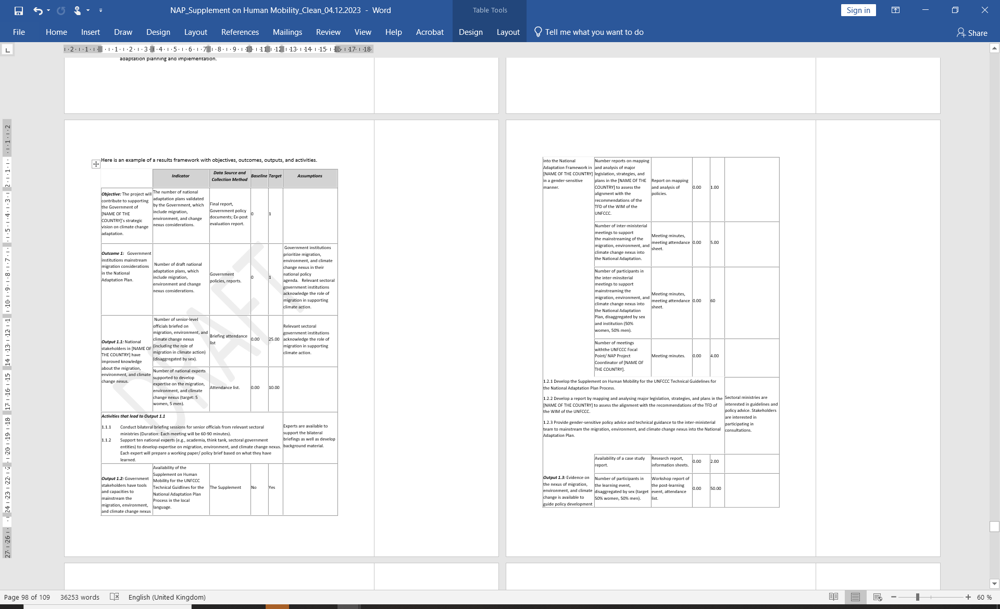 NAP_Supplement on Human Mobility_Clean_04.12.2023 - Word
Table Tools
Sign in
File
Home
Insert
Draw
Design
Layout
References
Mailings
Review
View
Help
Acrobat
Design
Layout
Tell me what you want to do
Share
adaptation planning and implementation.
Here is an example of a results framework with objectives, outcomes, outputs, and activities.
Indicator
Data Source and
Collection Method
Baseline
Target
Assumptions
Objective: The project will
contribute to supporting
the Government of
[NAME OF THE
COUNTRY]'s strategic
vision on climate change
adaptation.
The number of national
adaptation plans validated
by the Government, which
include migration,
environment, and change
nexus considerations.
Final report,
Government policy
documents; Ex-post
evaluation report.
0
1
Outcome 1: Government
institutions mainstream
migration considerations
in the National
Adaptation Plan.
Number of draft national
adaptation plans, which
include migration,
environment and change
nexus considerations.
Government
policies, reports.
0
1
Government institutions
prioritize migration,
environment, and climate
change nexus in their
national policy
agenda. Relevant sectoral
government institutions
acknowledge the role of
migration in supporting
climate action.
Output 1.1: National
stakeholders in [NAME OF
THE COUNTRY] have
improved knowledge
about the migration,
environment, and climate
change nexus.
Number of senior-level
officials briefed on
migration, environment, and
climate change nexus
(including the role of
migration in climate action)
(disaggregated by sex).
Briefing attendance
list
0.00
25.00
Relevant sectoral
government institutions
acknowledge the role of
migration in supporting
climate action.
Number of national experts
supported to develop
expertise on the migration,
environment, and climate
change nexus (target: 5
women, 5 men).
Attendance list.
0.00
10.00
Activities that lead to Output 1.1
1.1.1 Conduct bilateral briefing sessions for senior officials from relevant sectoral
ministries (Duration: Each meeting will be 60-90 minutes).
1.1.2 Support ten national experts (e.g., academia, think tank, sectoral government
entities) to develop expertise on migration, environment, and climate change nexus.
Each expert will prepare a working paper/ policy brief based on what they have
learned.
Experts are available to
support the bilateral
briefings as well as develop
background material.
Output 1.2: Government
stakeholders have tools
and capacities to
mainstream the
migration, environment,
and climate change nexus
Availability of the
Supplement on Human
Mobility for the UNFCCC
Technical Guidlines for the
National Adaptation Plan
Process in the local
language.
The Supplement
No
Yes
DRAFT
into the National
Adaptation Framework in
[NAME OF THE COUNTRY]
in a gender-sensitive
manner.
Number reports on mapping
and analysis of major
legislation, strategies, and
plans in the [NAME OF THE
COUNTRY] to assess the
alignment with the
recommendations of the
TFD of the WIM of the
UNFCCC.
Report on mapping
and analysis of
policies.
0.00
1.00
Number of inter-ministerial
meetings to support
the mainstreaming of the
migration, environment, and
climate change nexus into
the National Adaptation.
Meeting minutes,
meeting attendance
sheet.
0.00
5.00
Number of participants in
the inter-minsiterial
meetings to support
mainstreaming the
migration, environment, and
climate change nexus into
the National Adaptation
Plan, disaggregated by sex
and institution (50%
women, 50% men).
Meeting minutes,
meeting attendance
sheet.
0.00
60
Number of meetings
withthe UNFCCC Focal
Point/ NAP Project
Coordinator of [NAME OF
THE COUNTRY].
Meeting minutes.
0.00
4.00
1.2.1 Develop the Supplement on Human Mobility for the UNFCCC Technical Guidelines for
the National Adaptation Plan Process.
1.2.2 Develop a report by mapping and analysing major legislation, strategies, and plans in the
[NAME OF THE COUNTRY] to assess the alignment with the recommendations of the TFD of
the WIM of the UNFCCC.
1.2.3 Provide gender-sensitive policy advice and technical guidance to the inter-ministerial
team to mainstream the migration, environment, and climate change nexus into the National
Adaptation Plan.
Sectoral ministries are
interested in guidelines and
policy advice. Stakeholders
are interested in
participating in
consultations.
Availability of a case study
report.
Research report,
information sheets.
0.00
2.00
Output 1.3: Evidence on
the nexus of migration,
environment, and climate
change is available to
guide policy development
Number of participants in
the learning event,
disaggregated by sex (target
50% women, 50% men).
Workshop report of
the post-learning
event, attendance
list.
0.00
50.00
Page 98 of 109
36253 words
English (United Kingdom)
60 %